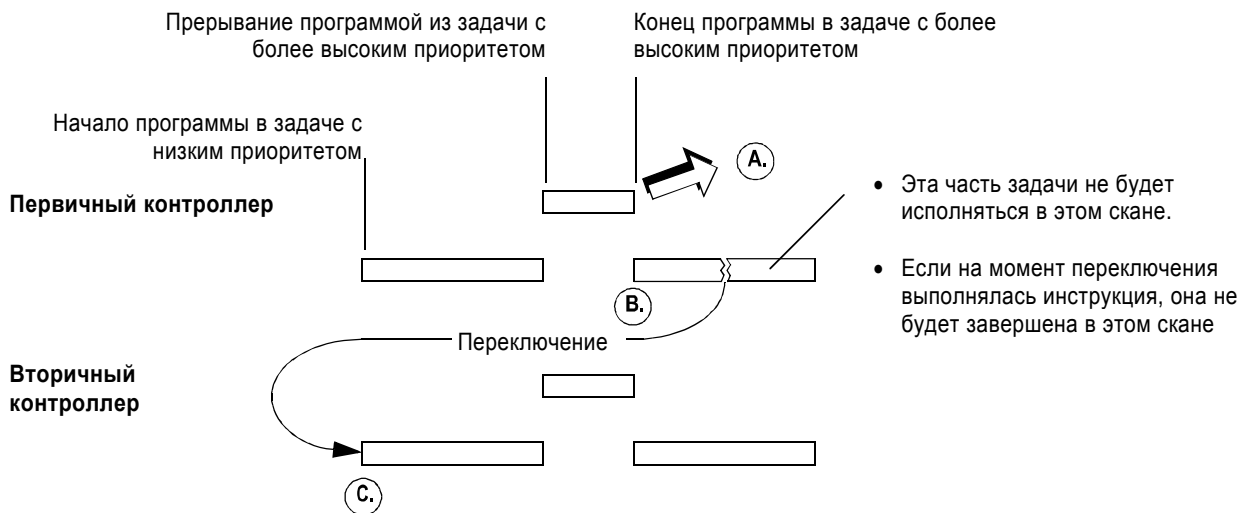 Прерывание программой из задачи с
более высоким приоритетом
Конец программы в задаче с более
высоким приоритетом
Начало программы в задаче с
низким приоритетом
A.
Первичный контроллер
• Эта часть задачи не будет
исполняться в этом скане.
• Если на момент переключения
выполнялась инструкция, она не
будет завершена в этом скане
B.
Переключение
Вторичный
контроллер
C.